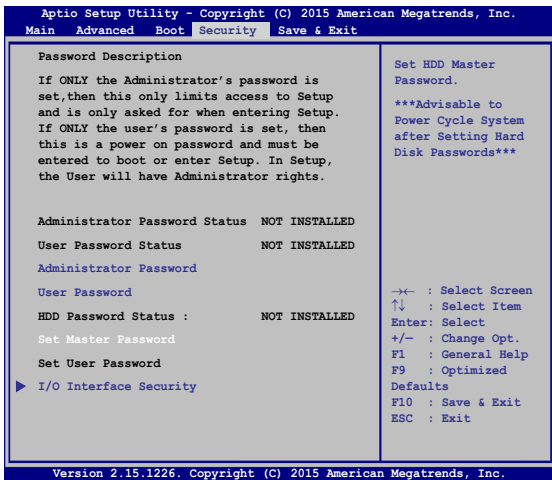 Aptio Setup Utility - Copyright (C) 2015 American Megatrends, Inc.
Main Advanced Boot Security Save & Exit
Password Description
If ONLY the Administrator's password is
set,then this only limits access to Setup
and is only asked for when entering Setup.
If ONLY the user's password is set, then
this is a power on password and must be
entered to boot or enter Setup. In Setup,
the User will have Administrator rights.
Administrator Password Status NOT INSTALLED
User Password Status NOT INSTALLED
Administrator Password
User Password
HDD Password Status : NOT INSTALLED
Set Master Password
Set User Password
I/O Interface Security
Set HDD Master
Password.
***Advisable to
Power Cycle System
after Setting Hard
Disk Passwords***
→← : Select Screen
↑↓ : Select Item
Enter: Select
+/— : Change Opt.
F1 : General Help
F9 : Optimized
Defaults
F10 : Save & Exit
ESC : Exit
Version 2.15.1226. Copyright (C) 2015 American Megatrends, Inc.